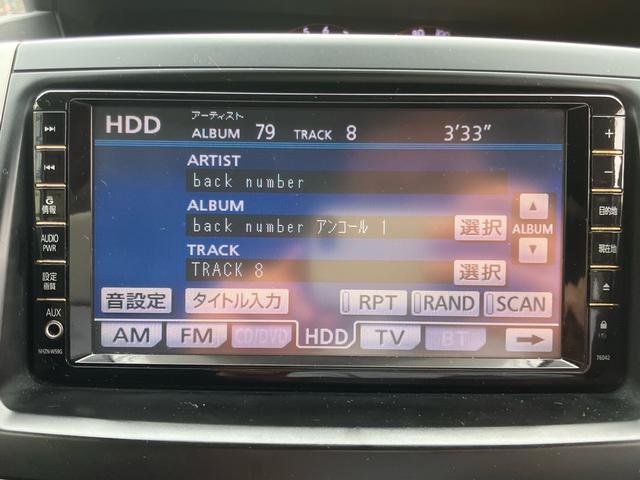 HDD
アーティスト
ALBUM 79 TRACK 8 3'33"
ARTIST
back number
ALBUM
back number アンコール 1
選択
ALBUM
TRACK
TRACK 8
選択
音設定 タイトル入力 RPT RAND SCAN
AM FM CD/DVD HDD TV BT
G
情報
AUDIO
PWR
設定
画質
AUX
NHZN-W59G
目的地
現在地
76042